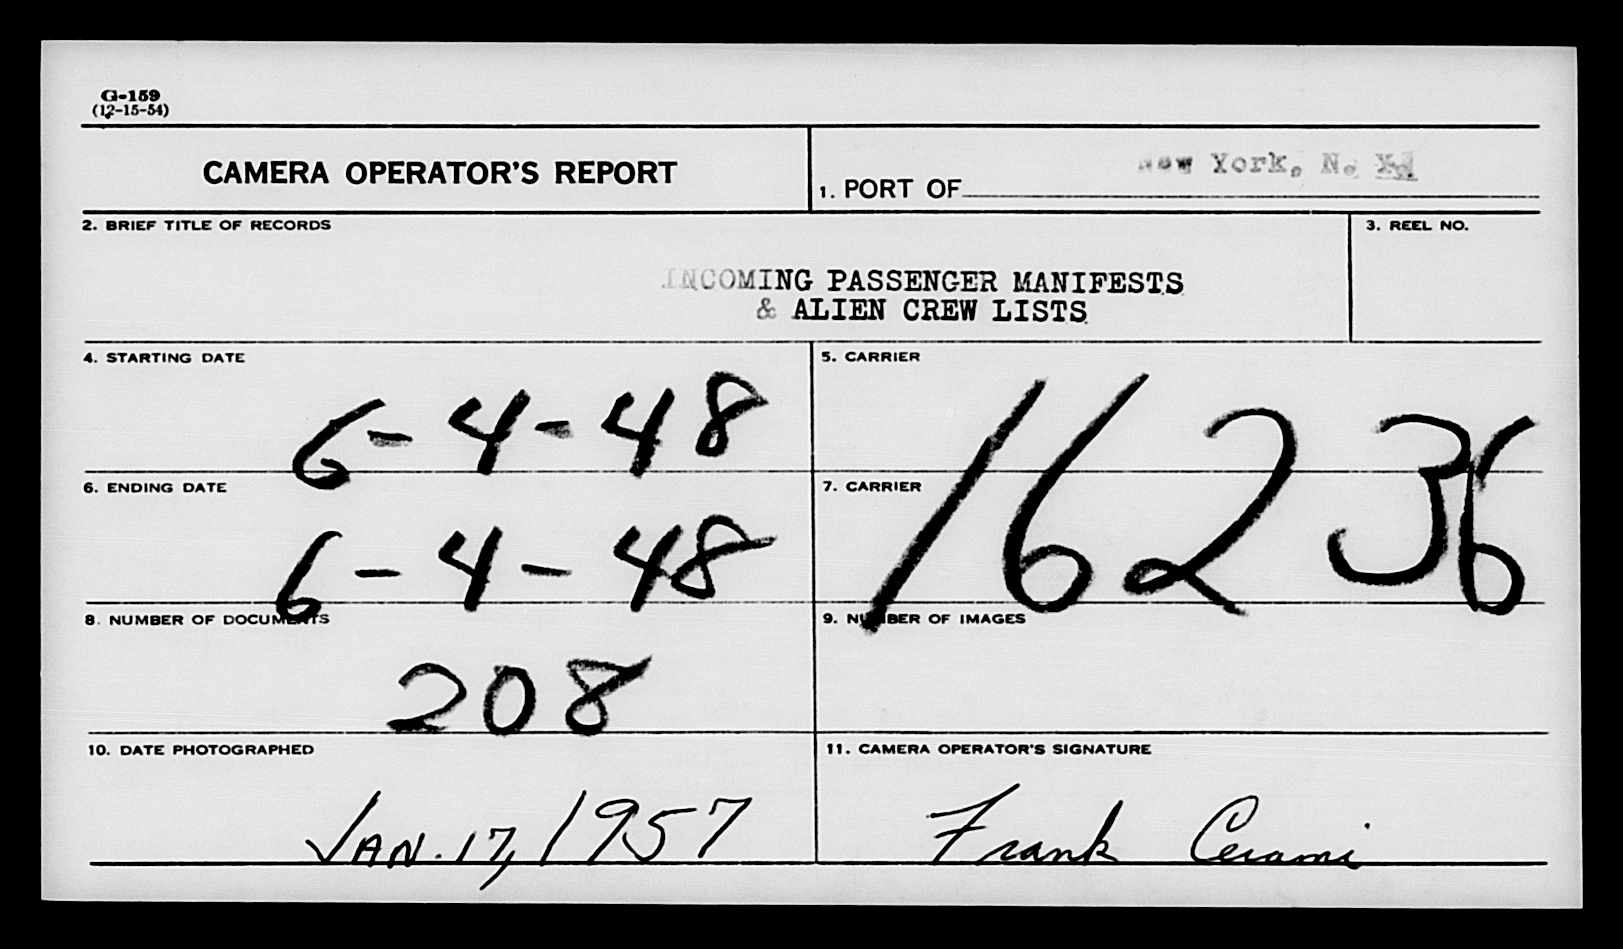 G-159
(12-15-54)
CAMERA OPERATOR'S REPORT
1. PORT OF New York, N. Y.
2. BRIEF TITLE OF RECORDS
3. REEL NO.
INCOMING PASSENGER MANIFESTS
& ALIEN CREW LISTS
4. STARTING DATE
6-4-48
5. CARRIER
6. ENDING DATE
6-4-48
7. CARRIER
16236
8. NUMBER OF DOCUMENTS
208
9. NUMBER OF IMAGES
10. DATE PHOTOGRAPHED
JAN. 17, 1957
11. CAMERA OPERATOR'S SIGNATURE
Frank Cerami